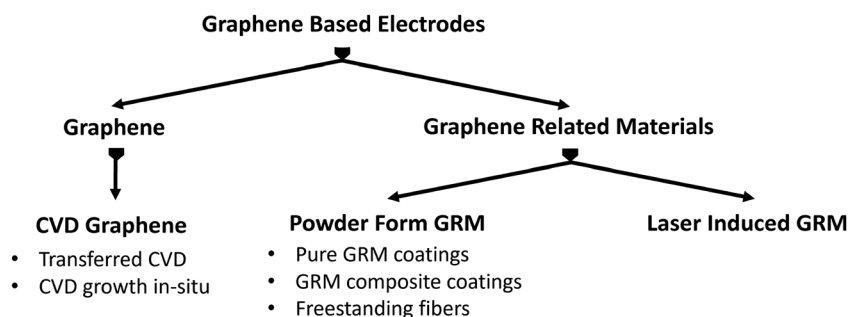 Graphene Based Electrodes
Graphene
Graphene Related Materials
CVD Graphene
• Transferred CVD
• CVD growth in-situ
Powder Form GRM
• Pure GRM coatings
• GRM composite coatings
• Freestanding fibers
Laser Induced GRM